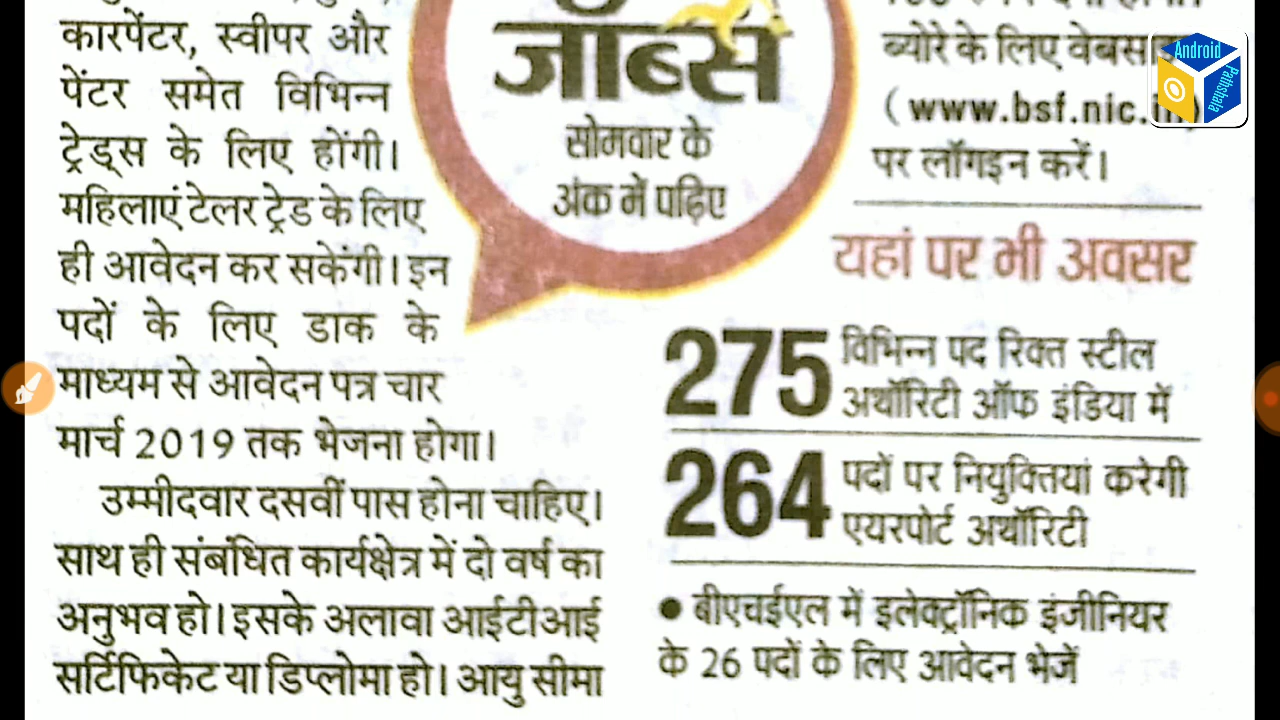 कारपेंटर, स्वीपर और
पेंटर समेत विभिन्न
ट्रेड्स के लिए होंगी।
महिलाएं टेलर ट्रेड के लिए
ही आवेदन कर सकेंगी। इन
पदों के लिए डाक के
माध्यम से आवेदन पत्र चार
मार्च 2019 तक भेजना होगा।
उम्मीदवार दसवीं पास होना चाहिए।
साथ ही संबंधित कार्यक्षेत्र में दो वर्ष का
अनुभव हो। इसके अलावा आईटीआई
सर्टिफिकेट या डिप्लोमा हो। आयु सीमा
जॉब्स
सोमवार के
अंक में पढ़िए
ब्योरे के लिए
(www.bsf.nic.in)
पर लॉगइन करें।
यहां पर भी अवसर
275 विभिन्न पद रिक्त स्टील
अथॉरिटी ऑफ इंडिया में
264 पदों पर नियुक्तियां करेगी
एयरपोर्ट अथॉरिटी
● बीएचईएल में इलेक्ट्रॉनिक इंजीनियर
के 26 पदों के लिए आवेदन भेजें
Android
Pathshala